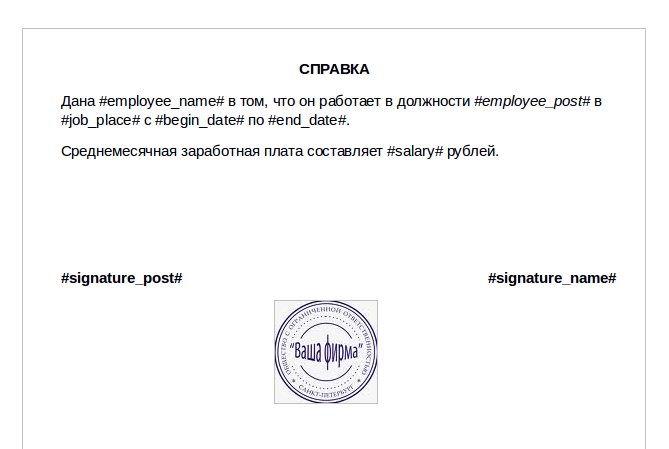 СПРАВКА
Дана #employee_name# в том, что он работает в должности #employee_post# в
#job_place# с #begin_date# по #end_date#.
Среднемесячная заработная плата составляет #salary# рублей.
#signature_post# #signature_name#
ОБЩЕСТВО С ОГРАНИЧЕННОЙ ОТВЕТСТВЕННОСТЬЮ
"Ваша фирма"
* САНКТ-ПЕТЕРБУРГ *